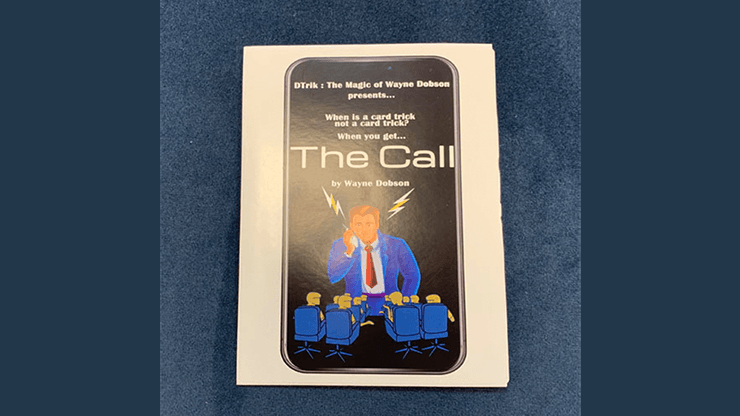 DTrik : The Magic of Wayne Dobson
presents...
When is a card trick
not a card trick?
When you get...
The Call
by Wayne Dobson